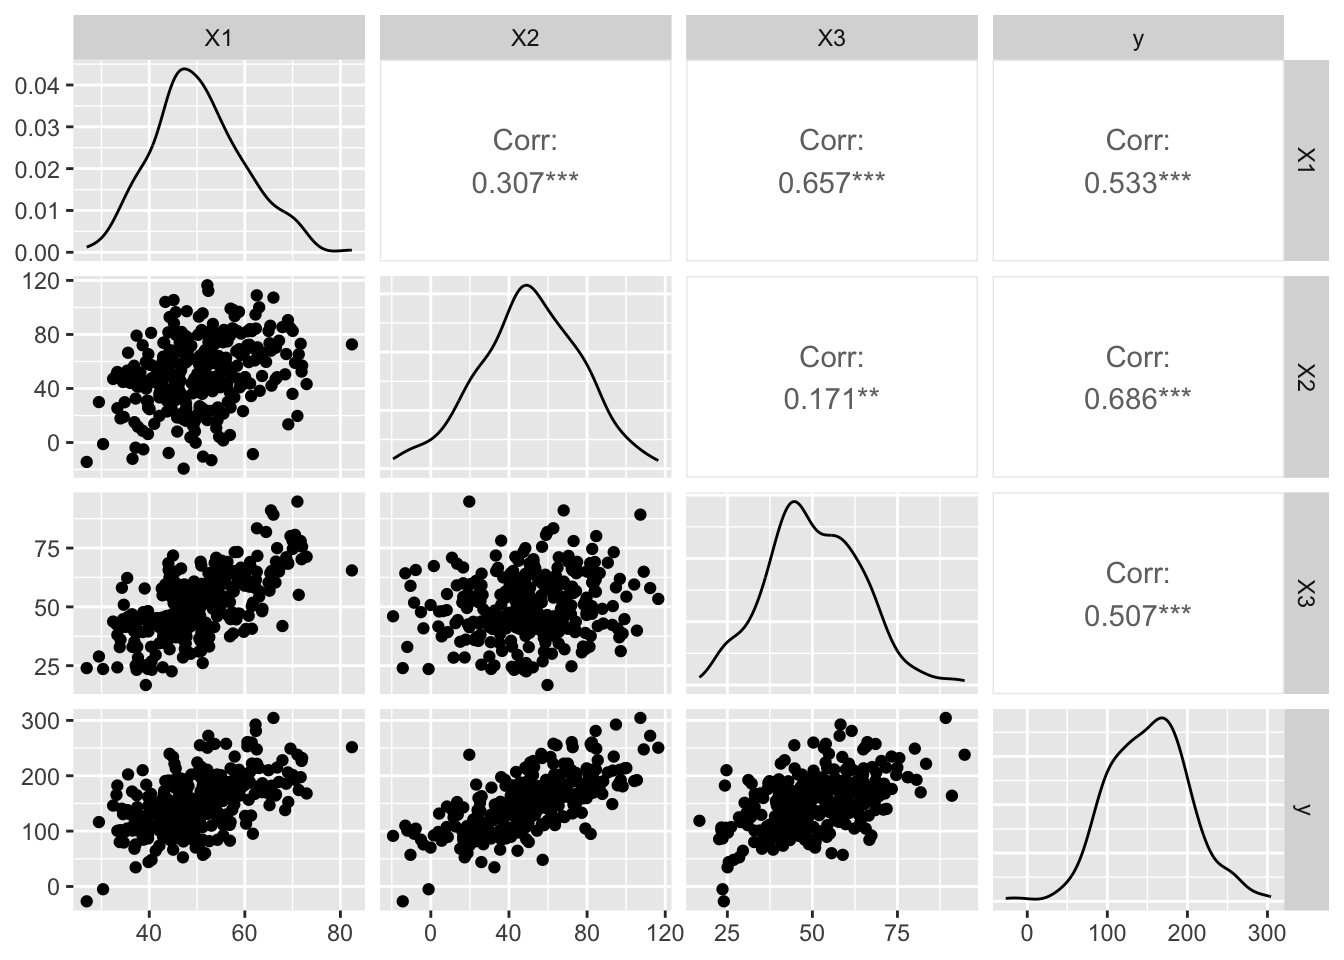 X1 X2 X3 y
0.04
0.03
0.02
0.01
0.00
Corr:
0.307***
Corr:
0.657***
Corr:
0.533***
X1
120
80
40
0
Corr:
0.171**
Corr:
0.686***
X2
75
50
25
Corr:
0.507***
X3
300
200
100
0
y
40 60 80 0 40 80 120 25 50 75 0 100 200 300